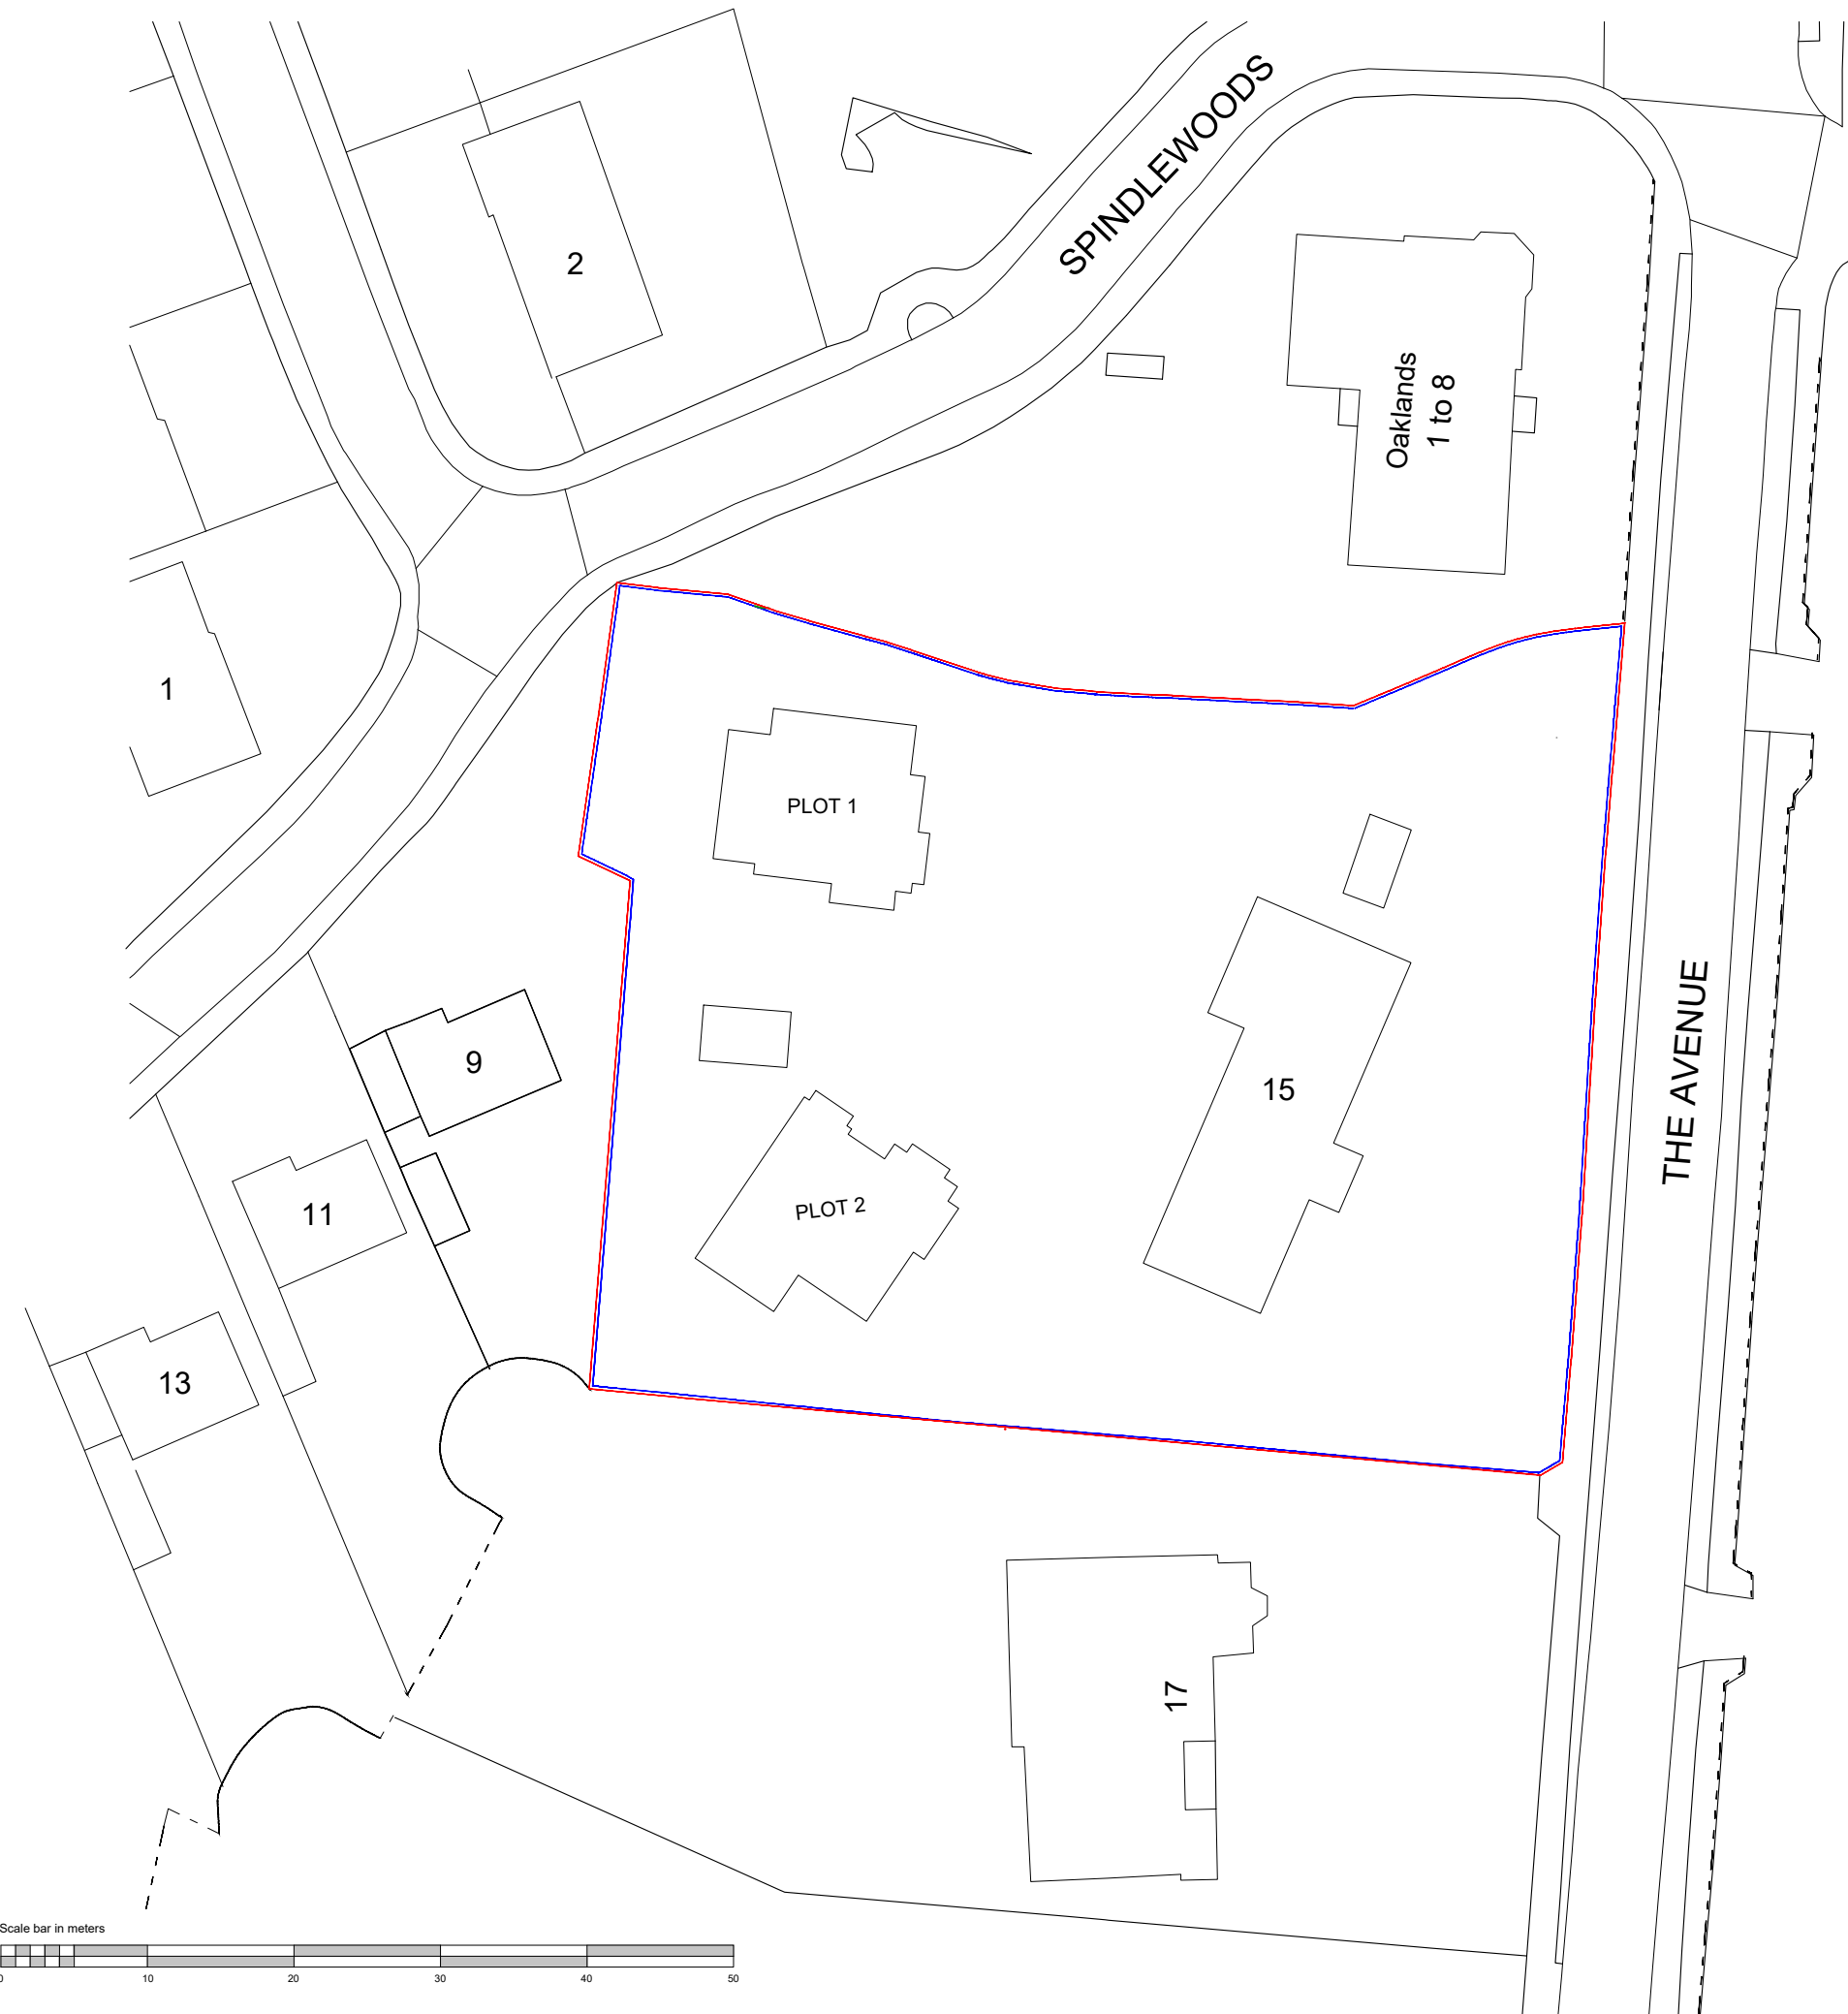 SPINDLEWOODS
2
Oaklands
1 to 8
1
PLOT 1
9
15
THE AVENUE
11
PLOT 2
13
17
Scale bar in meters
0 10 20 30 40 50